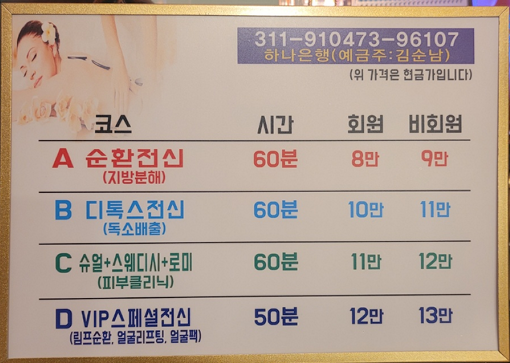 311-910473-96107
하나은행(예금주:김순남)
(위 가격은 현금가입니다)
코스 시간 회원 비회원
A 순환전신 60분 8만 9만
(지방분해)
B 디톡스전신 60분 10만 11만
(독소배출)
C 슈얼+스웨디시+로미 60분 11만 12만
(피부클리닉)
D VIP스페셜전신 50분 12만 13만
(림프순환, 얼굴리프팅, 얼굴팩)